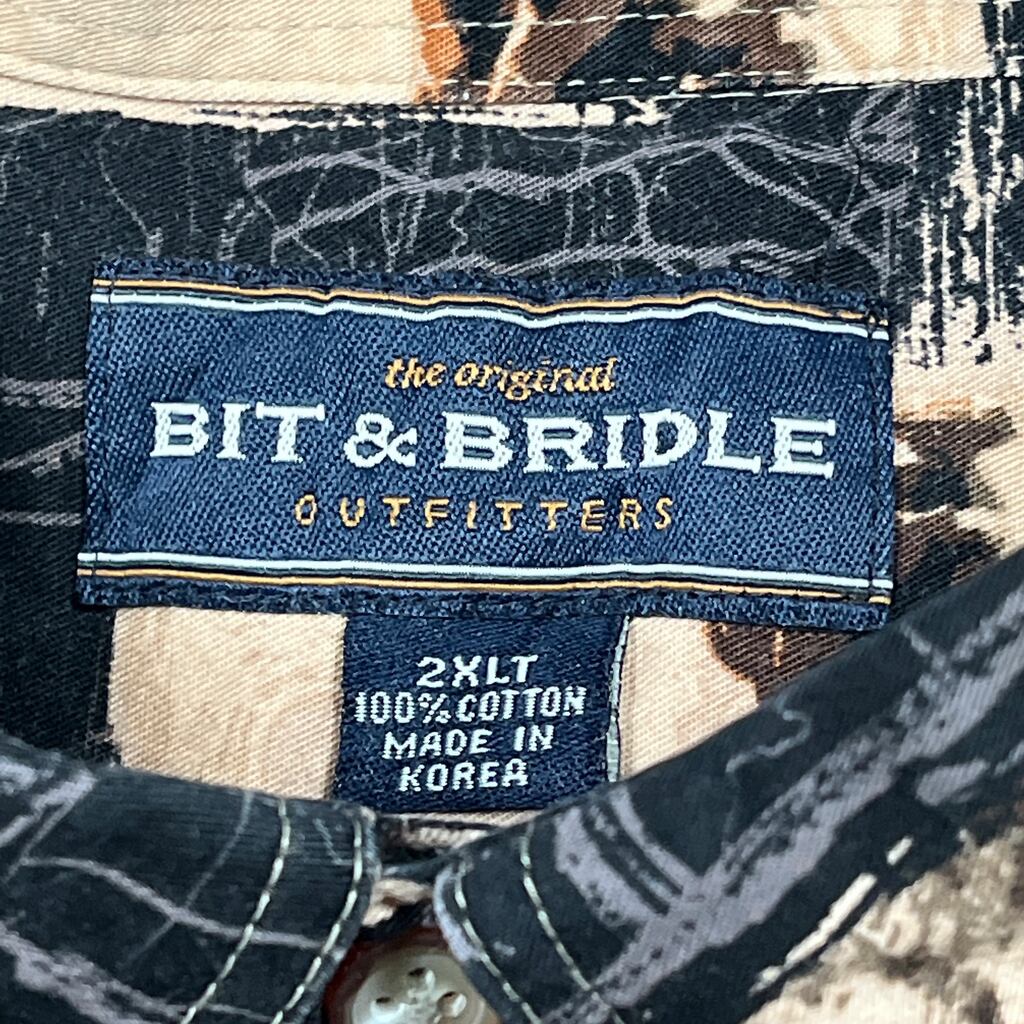 the original
BIT & BRIDLE
OUTFITTERS
2XLT
100% COTTON
MADE IN
KOREA